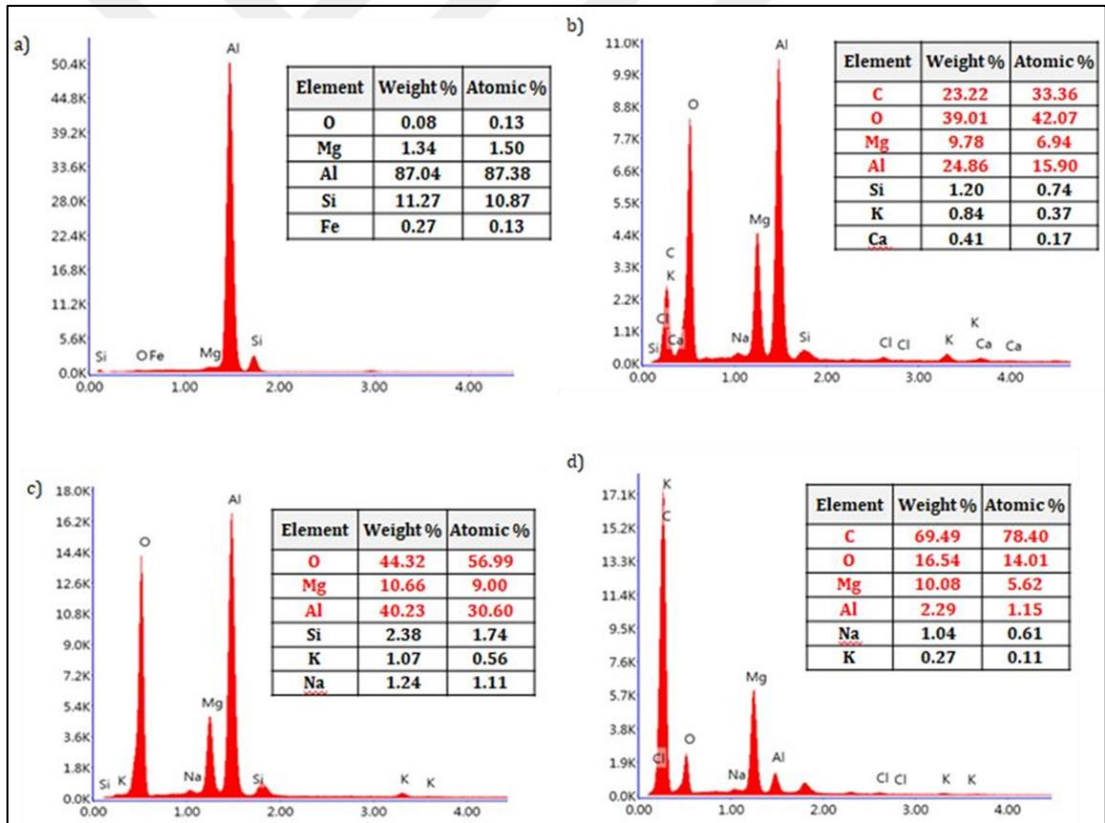 a)
Al
50.4K
44.8K
39.2K
33.6K
28.0K
22.4K
16.8K
11.2K
5.6K
0.0K
Si
O Fe
Mg
Si
0.00 1.00 2.00 3.00 4.00
Element Weight % Atomic %
O 0.08 0.13
Mg 1.34 1.50
Al 87.04 87.38
Si 11.27 10.87
Fe 0.27 0.13
b)
Al
11.0K
9.9K
8.8K
7.7K
6.6K
5.5K
4.4K
3.3K
2.2K
1.1K
0.0K
O
Mg
C
K
Cl
Ca
Si
Na
Si
Cl Cl
K
K
Ca Ca
0.00 1.00 2.00 3.00 4.00
Element Weight % Atomic %
C 23.22 33.36
O 39.01 42.07
Mg 9.78 6.94
Al 24.86 15.90
Si 1.20 0.74
K 0.84 0.37
Ca 0.41 0.17
c)
Al
18.0K
16.2K
14.4K
12.6K
10.8K
9.0K
7.2K
5.4K
3.6K
1.8K
0.0K
O
Mg
Si K
Na
Si
K K
0.00 1.00 2.00 3.00 4.00
Element Weight % Atomic %
O 44.32 56.99
Mg 10.66 9.00
Al 40.23 30.60
Si 2.38 1.74
K 1.07 0.56
Na 1.24 1.11
d)
K
C
17.1K
15.2K
13.3K
11.4K
9.5K
7.6K
5.7K
3.8K
1.9K
0.0K
Cl
O
Mg
Na
Al
Cl Cl
K K
0.00 1.00 2.00 3.00 4.00
Element Weight % Atomic %
C 69.49 78.40
O 16.54 14.01
Mg 10.08 5.62
Al 2.29 1.15
Na 1.04 0.61
K 0.27 0.11